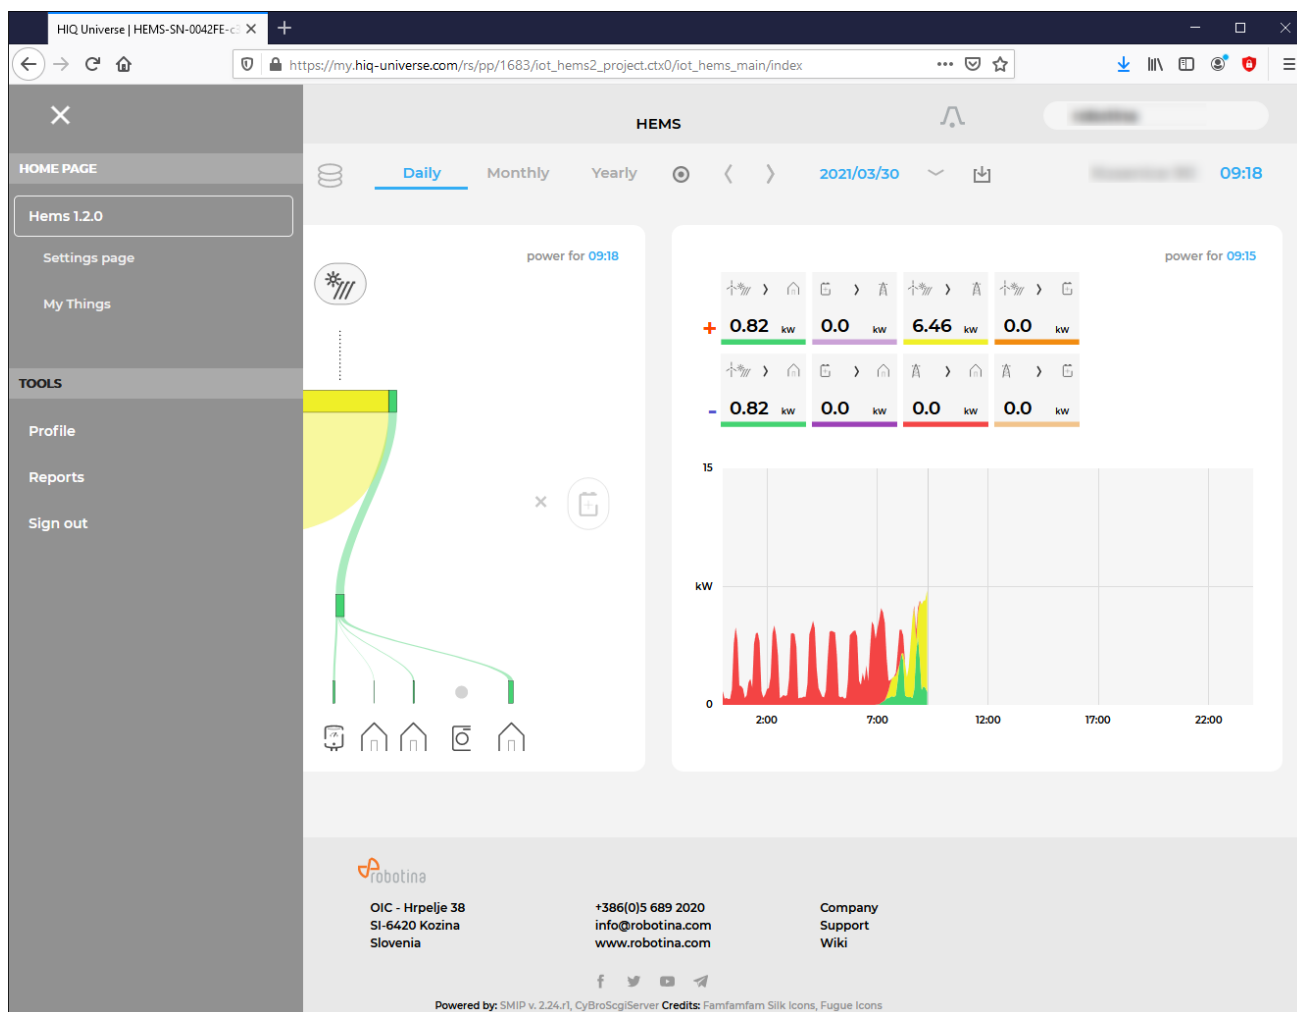 HIQ Universe | HEMS-SN-0042FE-c
https://my.hiq-universe.com/rs/pp/1683/iot_hems2_project.ctx0/iot_hems_main/index
HEMS
HOME PAGE
Daily Monthly Yearly 2021/03/30 09:18
Hems 1.2.0
Settings page
My Things
TOOLS
Profile
Reports
Sign out
power for 09:18
power for 09:15
+ 0.82 kw 0.0 kw 6.46 kw 0.0 kw
- 0.82 kw 0.0 kw 0.0 kw 0.0 kw
15
kW
0
2:00 7:00 12:00 17:00 22:00
robotina
OIC - Hrpelje 38
SI-6420 Kozina
Slovenia
+386(0)5 689 2020
info@robotina.com
www.robotina.com
Company
Support
Wiki
Powered by: SMIP v. 2.24.r1, CyBroScgiServer Credits: Famfamfam Silk Icons, Fugue Icons